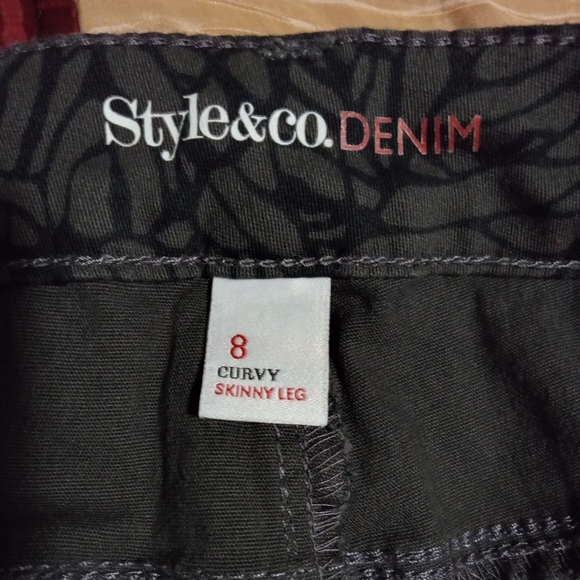 Style&co. DENIM
8
CURVY
SKINNY LEG